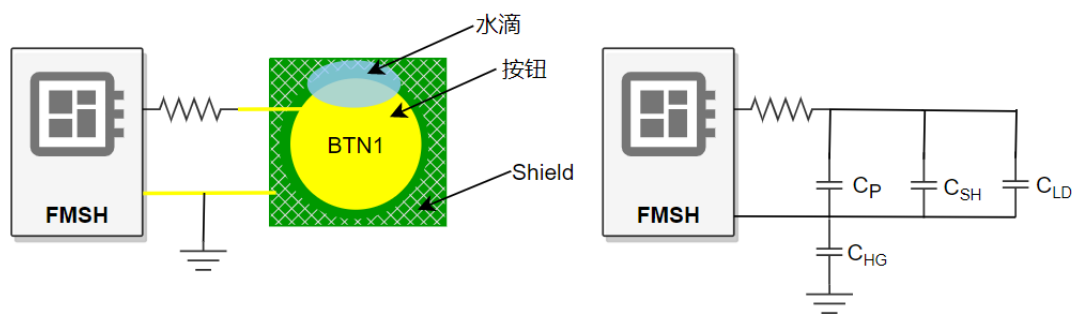 水滴
按钮
BTN1
Shield
FMSH
FMSH
CP
CSH
CLD
CHG